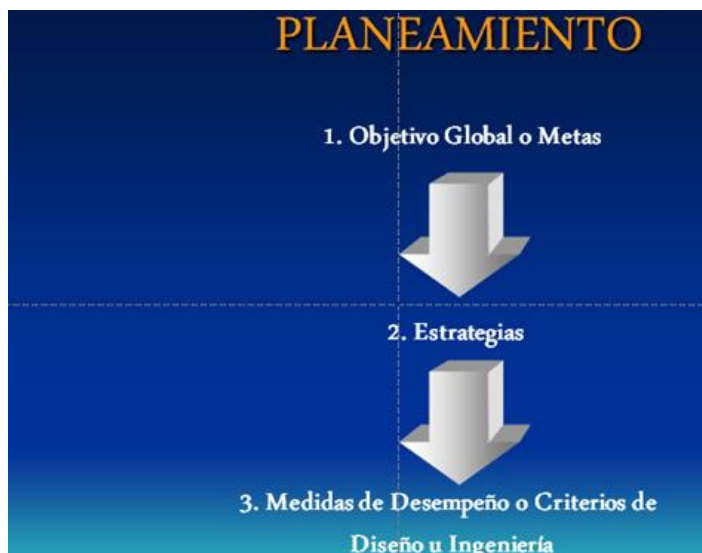 PLANEAMIENTO
1. Objetivo Global o Metas
2. Estrategias
3. Medidas de Desempeño o Criterios de
Diseño u Ingeniería